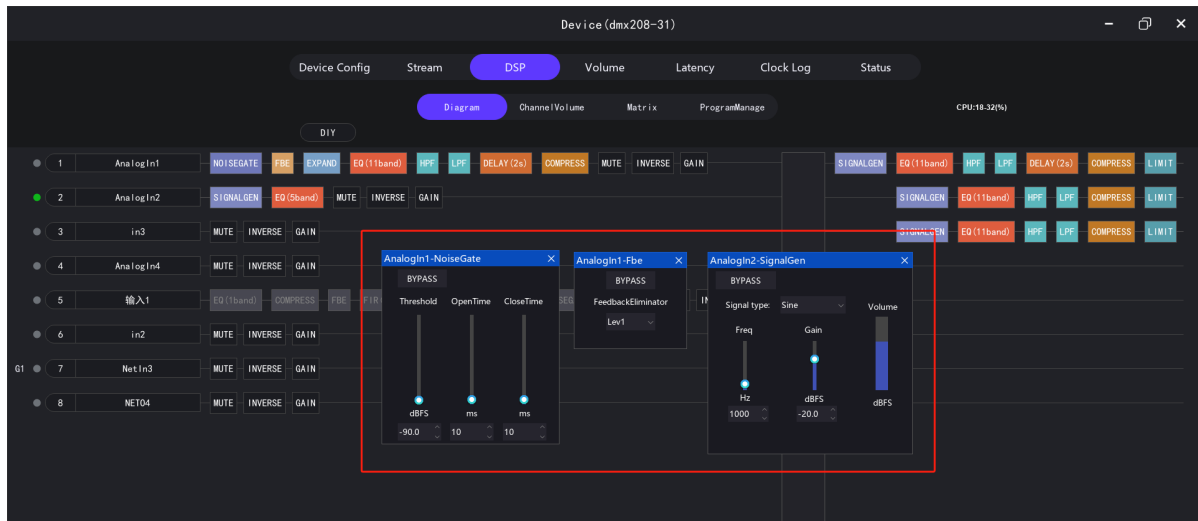 Device(dmx208-31)
Device Config Stream DSP Volume Latency Clock Log Status
Diagram ChannelVolume Matrix ProgramManage CPU:18-32(%)
DIY
1 AnalogIn1 NOISEGATE FBE EXPAND EQ(11band) HPF LPF DELAY(2s) COMPRESS MUTE INVERSE GAIN SIGNALGEN EQ(11band) HPF LPF DELAY(2s) COMPRESS LIMIT
2 AnalogIn2 SIGNALGEN EQ(5band) MUTE INVERSE GAIN SIGNALGEN EQ(11band) HPF LPF COMPRESS LIMIT
3 in3 MUTE INVERSE GAIN SIGNALGEN EQ(11band) HPF LPF COMPRESS LIMIT
4 AnalogIn4 MUTE INVERSE GAIN
5 输入1 EQ(1band) COMPRESS FBE
6 in2 MUTE INVERSE GAIN
G1 7 NetIn3 MUTE INVERSE GAIN
8 NETO4 MUTE INVERSE GAIN
AnalogIn1-NoiseGate
BYPASS
Threshold OpenTime CloseTime
dBFS ms ms
-90.0 10 10
AnalogIn1-Fbe
BYPASS
FeedbackEliminator
Lev1
AnalogIn2-SignalGen
BYPASS
Signal type: Sine Volume
Freq Gain
Hz dBFS dBFS
1000 -20.0